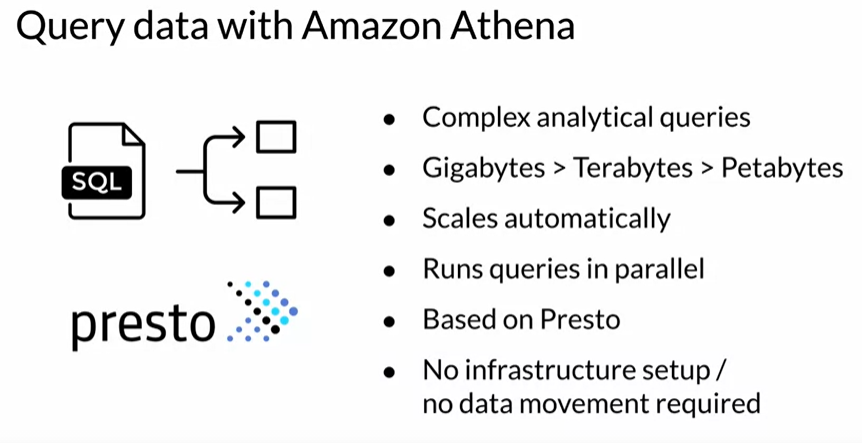 Query data with Amazon Athena
SQL
presto
• Complex analytical queries
• Gigabytes > Terabytes > Petabytes
• Scales automatically
• Runs queries in parallel
• Based on Presto
• No infrastructure setup /
no data movement required